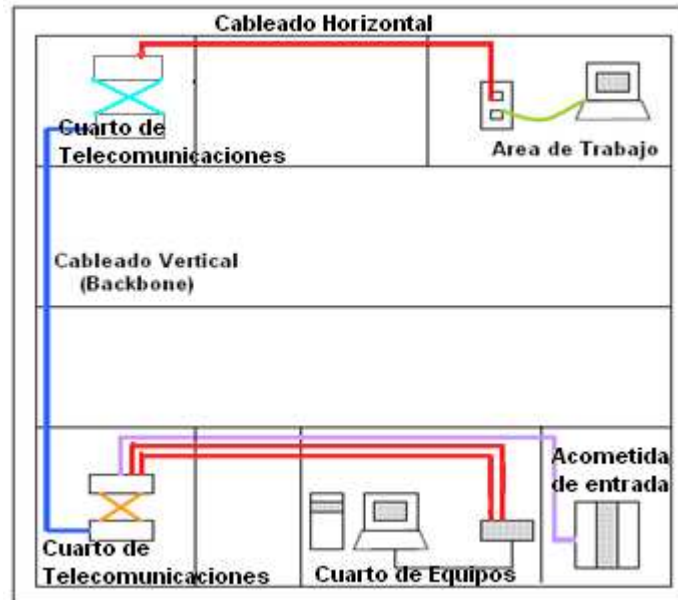 Cableado Horizontal
Cuarto de
Telecomunicaciones
Area de Trabajo
Cableado Vertical
(Backbone)
Acometida
de entrada
Cuarto de
Telecomunicaciones
Cuarto de Equipos